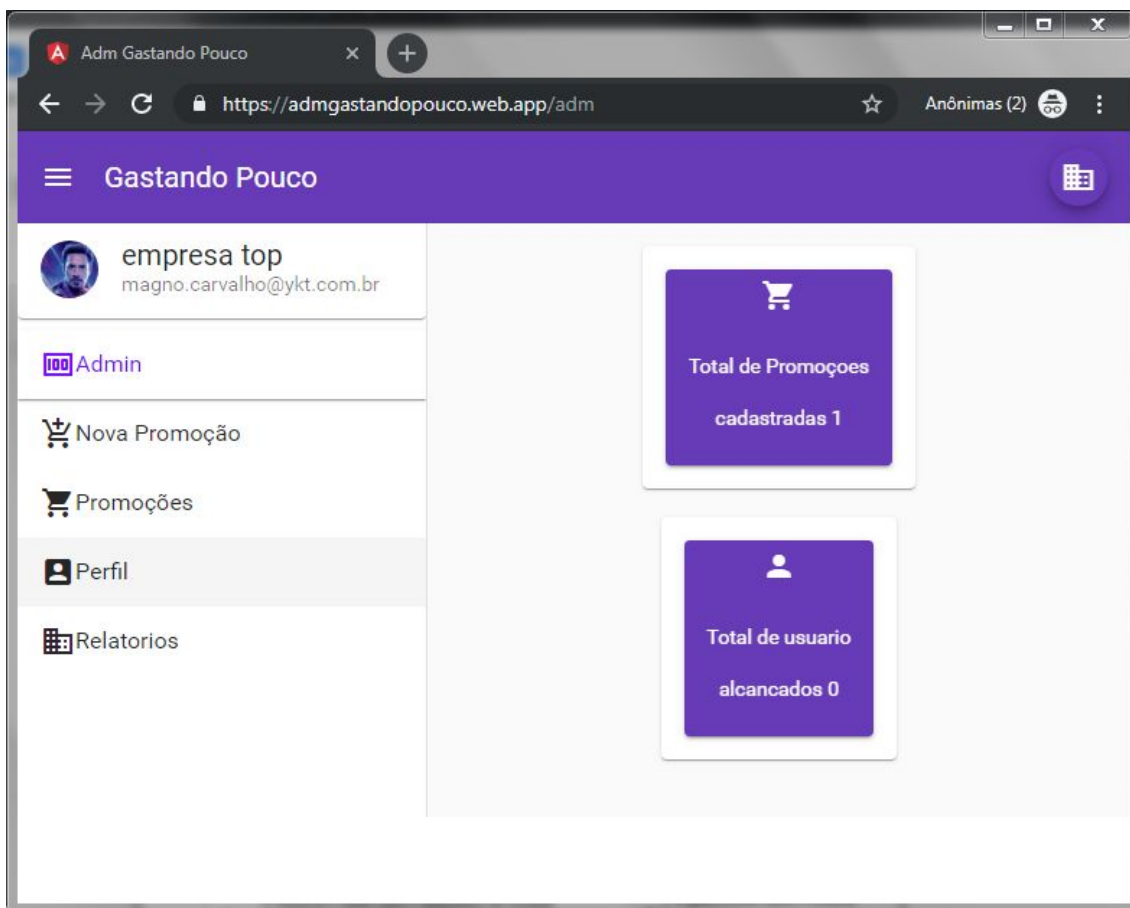 Adm Gastando Pouco
https://admgastandopouco.web.app/adm
Anônimas (2)
Gastando Pouco
empresa top
magno.carvalho@ykt.com.br
Admin
Nova Promoção
Promoções
Perfil
Relatorios
Total de Promoçoes
cadastradas 1
Total de usuario
alcancados 0